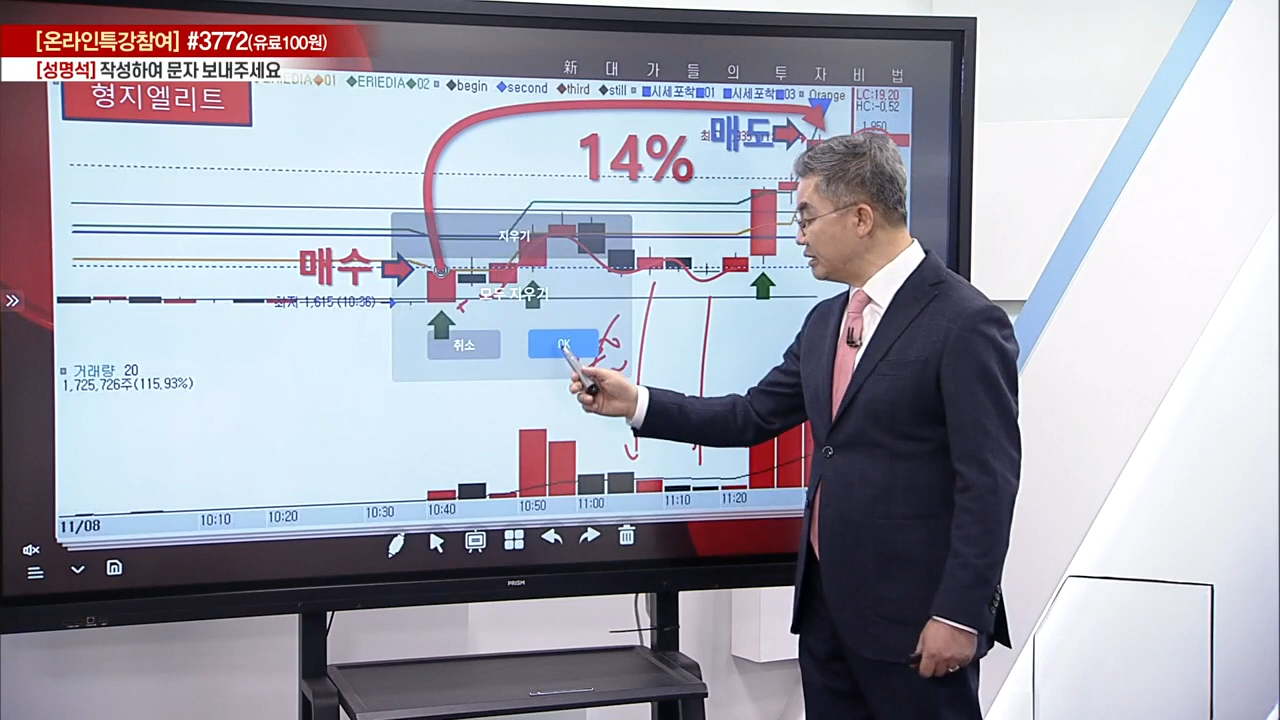 [온라인특강참여] #3772(유료100원)
[성명석] 작성하여 문자 보내주세요
新 대 가 들 의 투 자 비 법
ERIEDIA◆01 ◆ERIEDIA◆02 ◆begin ◆second ◆third ◆still ■시세포착■01 ■시세포착■03 Orange
형지엘리트
LC:19,20
HC:-0,52
1,950
매도
14%
지우기
매수
모두 지우기
최저 1,615 (10:36)
취소
OK
거래량 20
1,725,726주(115,93%)
11/08 10:10 10:20 10:30 10:40 10:50 11:00 11:10 11:20
PRISM